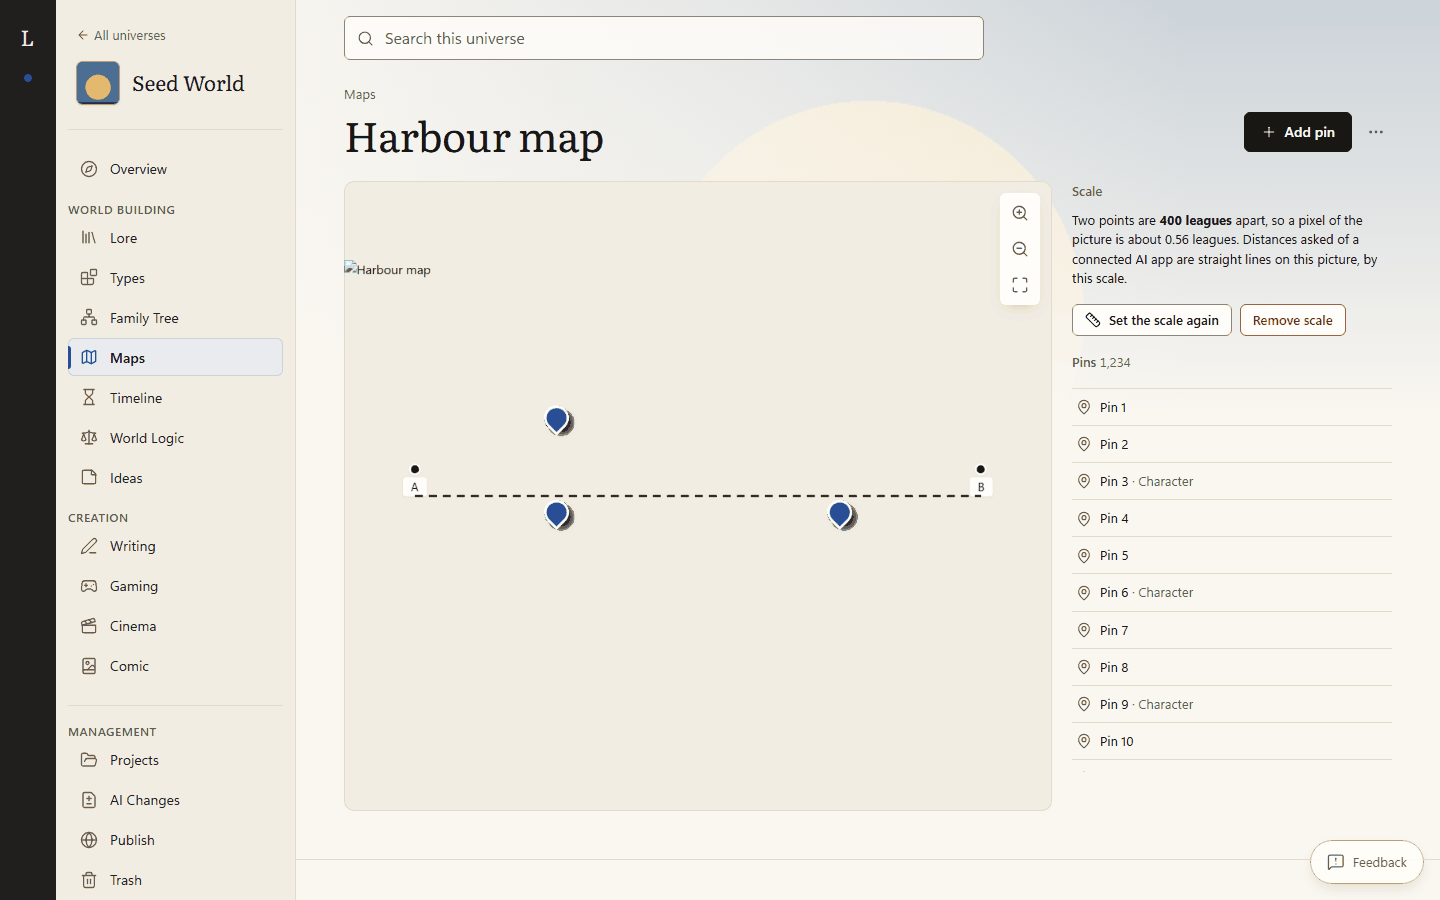 L
All universes
Seed World
Overview
WORLD BUILDING
Lore
Types
Family Tree
Maps
Timeline
World Logic
Ideas
CREATION
Writing
Gaming
Cinema
Comic
MANAGEMENT
Projects
AI Changes
Publish
Trash
Search this universe
Maps
Harbour map
Add pin
Harbour map
A
B
Scale
Two points are 400 leagues apart, so a pixel of the
picture is about 0.56 leagues. Distances asked of a
connected AI app are straight lines on this picture, by
this scale.
Set the scale again
Remove scale
Pins 1,234
Pin 1
Pin 2
Pin 3 · Character
Pin 4
Pin 5
Pin 6 · Character
Pin 7
Pin 8
Pin 9 · Character
Pin 10
Feedback